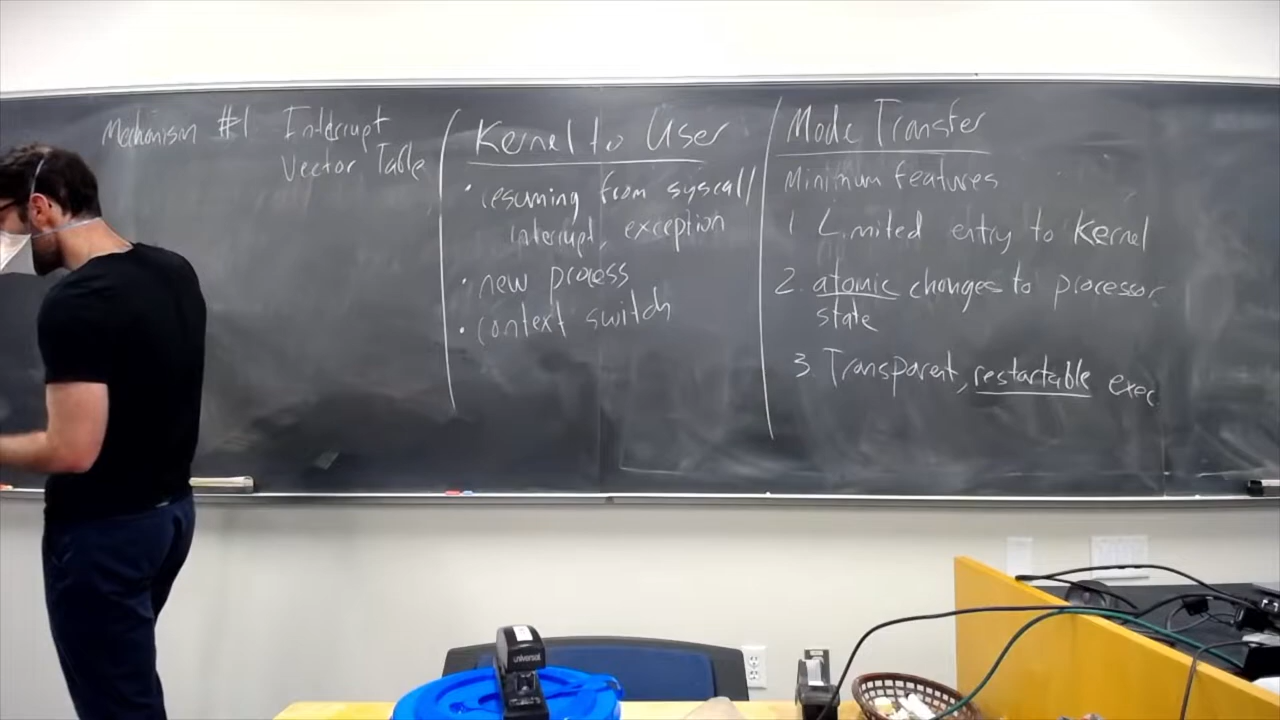 Mechanism #1 Interrupt
Vector Table
Kernel to User
• resuming from syscall/
interrupt, exception
• new process
• context switch
Mode Transfer
Minimum features
1 Limited entry to Kernel
2. atomic changes to processor
state
3. Transparent, restartable exec
universal